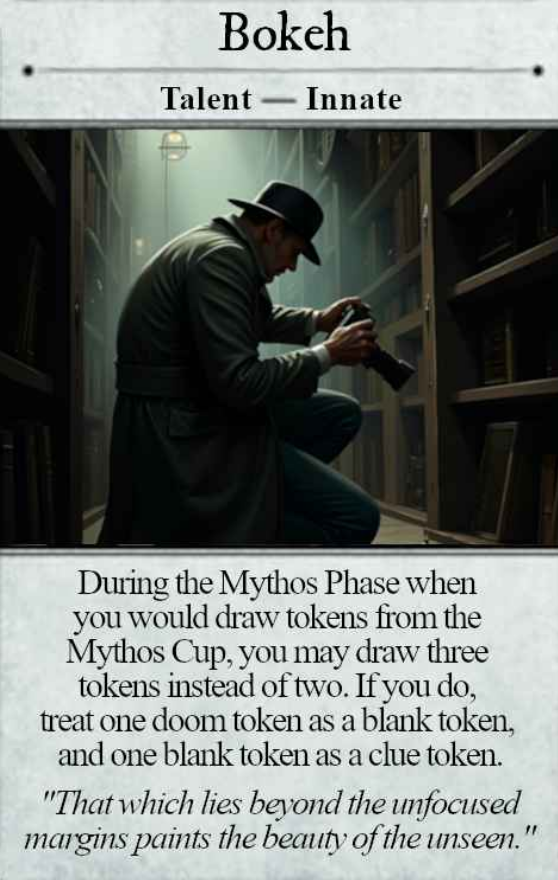 Bokeh
Talent — Innate
During the Mythos Phase when
you would draw tokens from the
Mythos Cup, you may draw three
tokens instead of two. If you do,
treat one doom token as a blank token,
and one blank token as a clue token.
"That which lies beyond the unfocused
margins paints the beauty of the unseen."